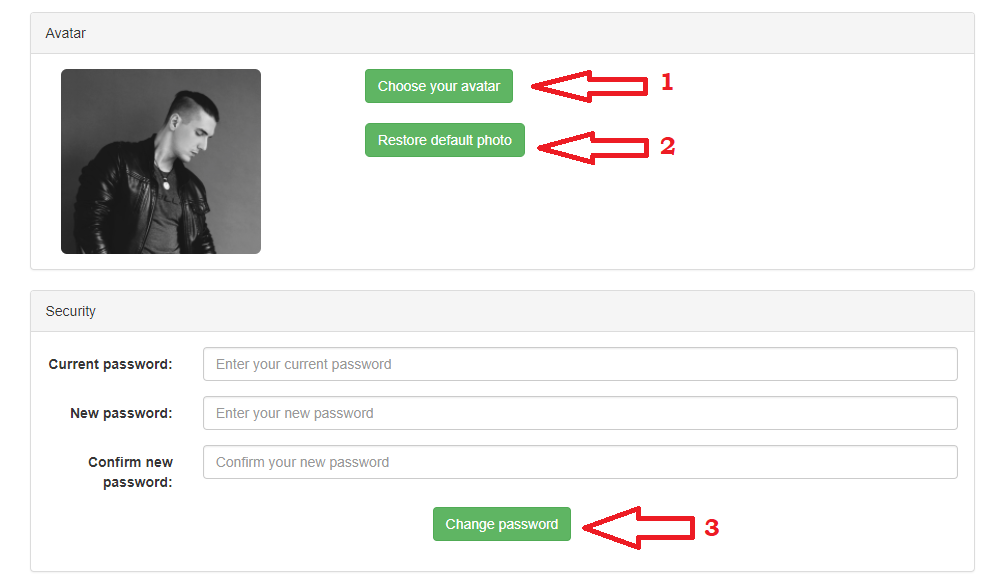 Avatar
Choose your avatar
1
Restore default photo
2
Security
Current password: Enter your current password
New password: Enter your new password
Confirm new Confirm your new password
password:
Change password
3